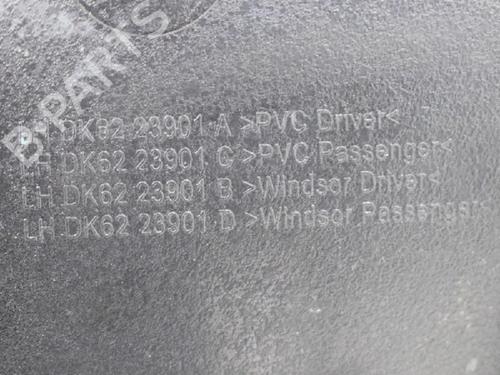 B-PARTS
LH DK62 23901 A >PVC Driver<
LH DK62 23901 C >PVC Passenger<
LH DK62 23901 B >Windsor Driver<
LH DK62 23901 D >Windsor Passenger